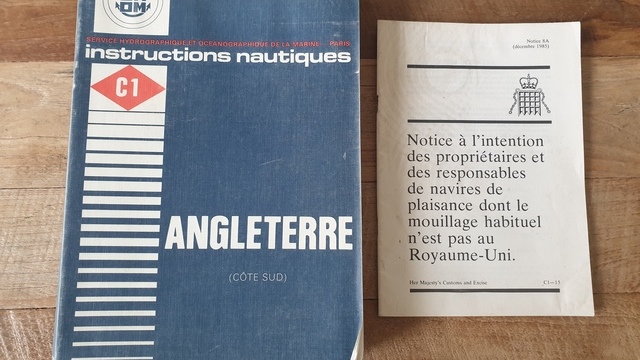 OM
SERVICE HYDROGRAPHIQUE ET OCEANOGRAPHIQUE DE LA MARINE - PARIS
instructions nautiques
C1
ANGLETERRE
(CÔTE SUD)
Notice 8A
(décembre 1985)
Notice à l'intention
des propriétaires et
des responsables
de navires de
plaisance dont le
mouillage habituel
n'est pas au
Royaume-Uni.
Her Majesty's Customs and Excise
C1—15